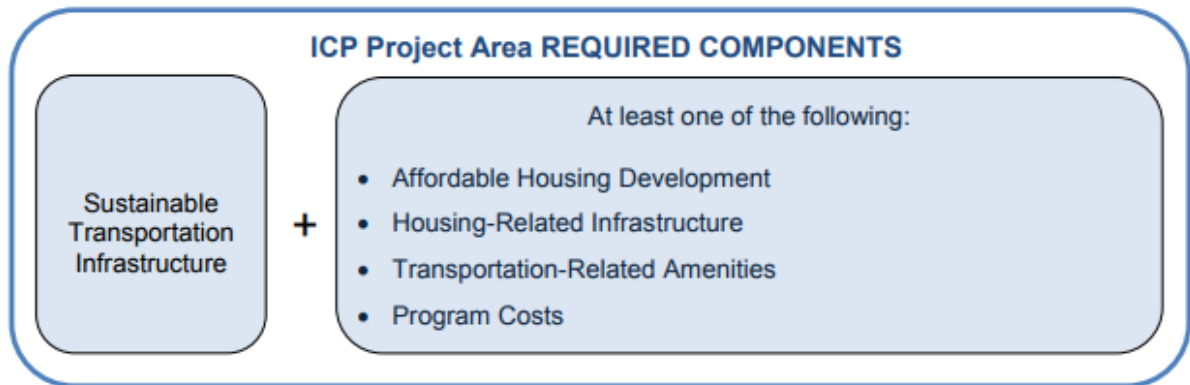 ICP Project Area REQUIRED COMPONENTS
Sustainable
Transportation
Infrastructure
+
At least one of the following:
• Affordable Housing Development
• Housing-Related Infrastructure
• Transportation-Related Amenities
• Program Costs